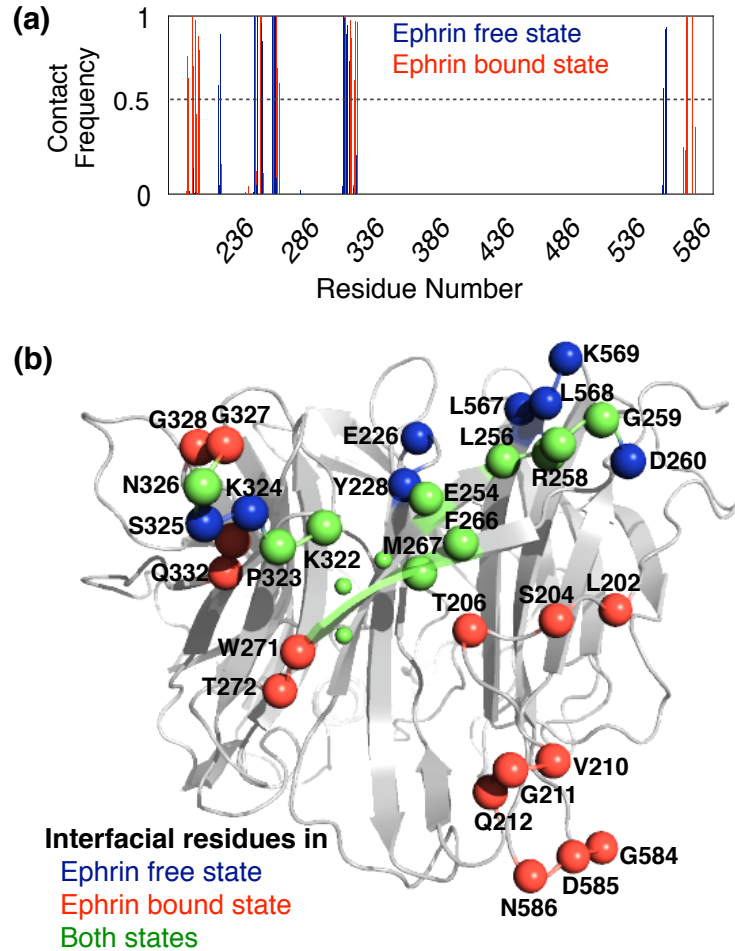 (a)
1
0.5
0
Contact
Frequency
Ephrin free state
Ephrin bound state
236
286
336
386
436
486
536
586
Residue Number
(b)
K569
L567
L568
G328
G327
E226
L256
G259
N326
K324
Y228
E254
R258
D260
S325
F266
M267
Q332
P323
K322
T206
S204
L202
W271
T272
V210
G211
Q212
G584
D585
N586
Interfacial residues in
Ephrin free state
Ephrin bound state
Both states